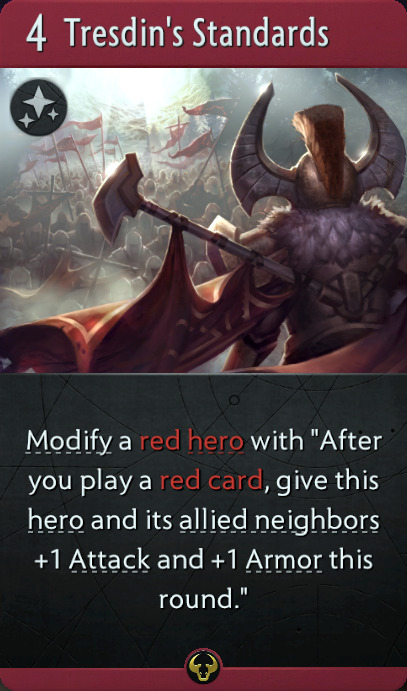 4 Tresdin's Standards
Modify a red hero with "After
you play a red card, give this
hero and its allied neighbors
+1 Attack and +1 Armor this
round."